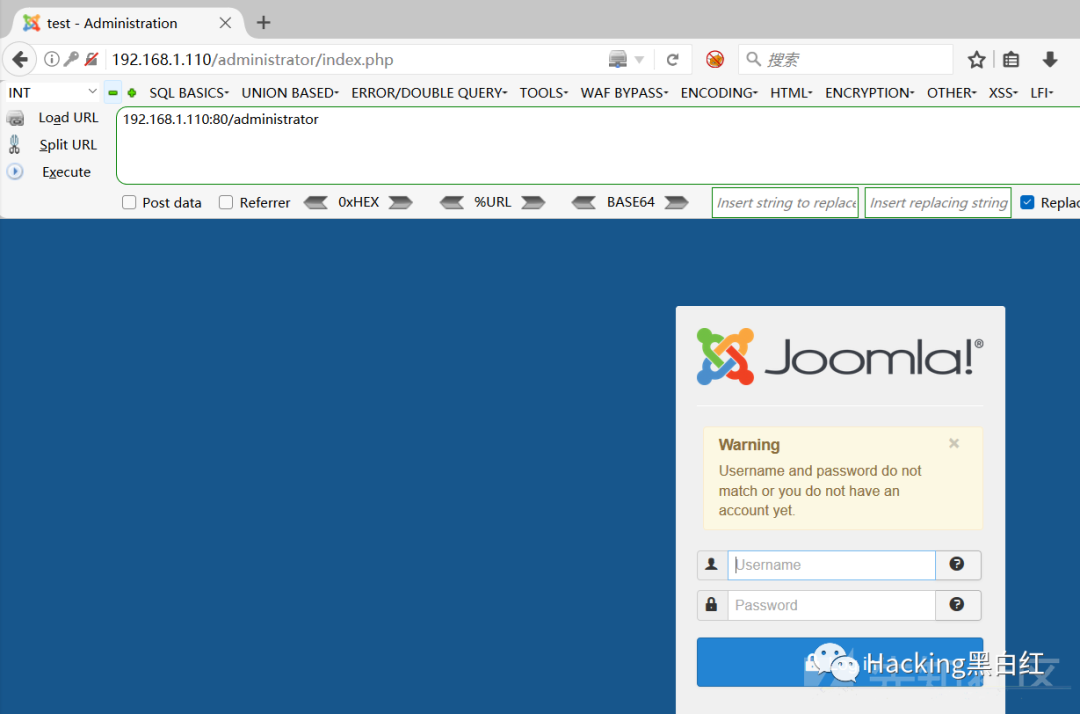 test - Administration
192.168.1.110/administrator/index.php
搜索
INT SQL BASICS UNION BASED ERROR/DOUBLE QUERY TOOLS WAF BYPASS ENCODING HTML ENCRYPTION OTHER XSS LFI
Load URL
192.168.1.110:80/administrator
Split URL
Execute
Post data Referrer 0xHEX %URL BASE64 Insert string to replace Insert replacing string Replac
Joomla!®
Warning
Username and password do not
match or you do not have an
account yet.
Username
Password
iHacking黑白红